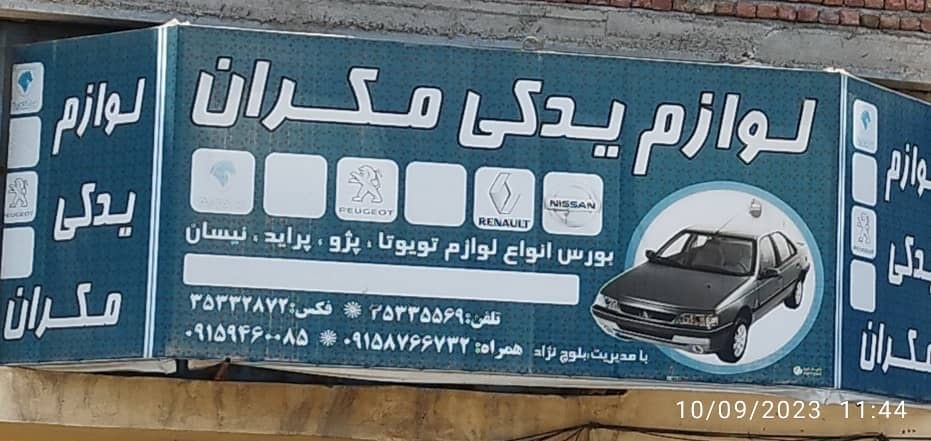 لوازم یدکی مکران
PEUGEOT
RENAULT
NISSAN
بورس انواع لوازم تویوتا ، پژو ، پراید ، نیسان
تلفن: ۳۵۳۳۵۵۶۹ ❋ فکس: ۳۵۳۳۲۸۷۲
همراه: ۰۹۱۵۸۷۶۶۷۳۲ ❋ ۰۹۱۵۹۴۶۰۰۸۵
با مدیریت:بلوچ نژاد
لوازم
یدکی
مکران
PEUGEOT
لوازم
یدکی
مکران
10/09/2023 11:44